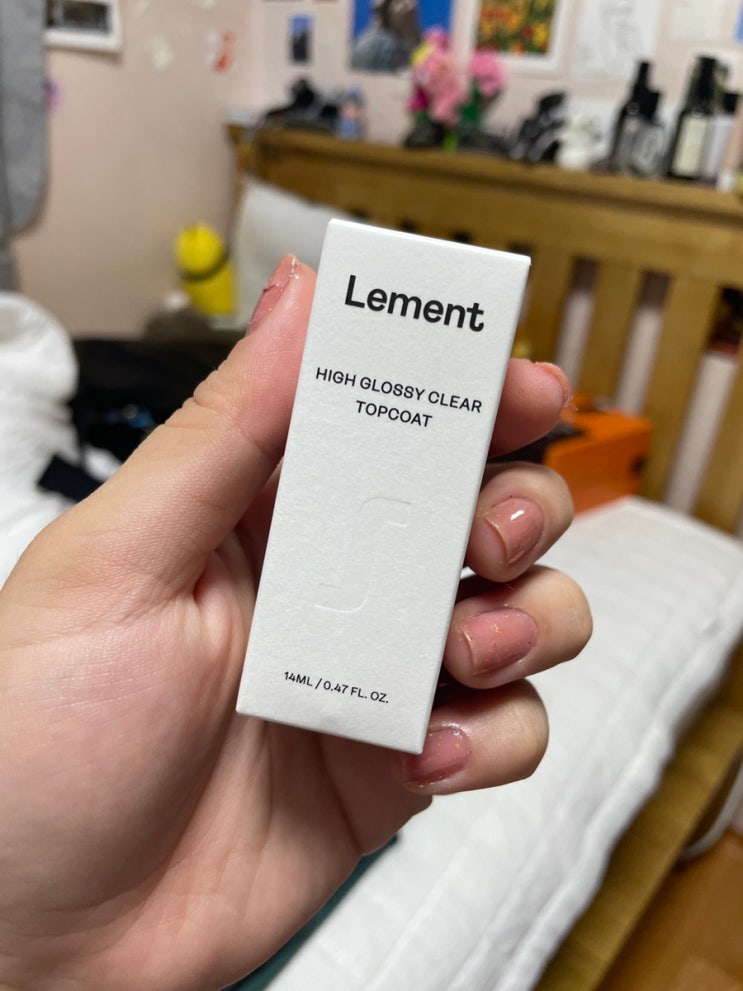 Lement
HIGH GLOSSY CLEAR
TOPCOAT
14ML / 0.47 FL. OZ.